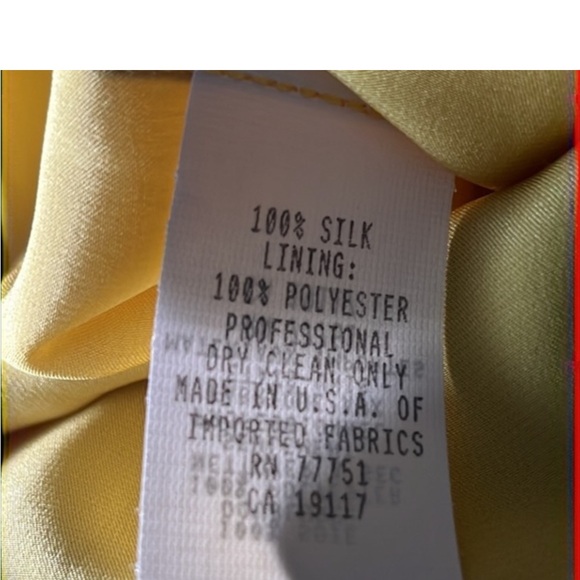 100% SILK
LINING:
100% POLYESTER
PROFESSIONAL
DRY CLEAN ONLY
MADE IN U.S.A. OF
IMPORTED FABRICS
RN 77751
CA 19117